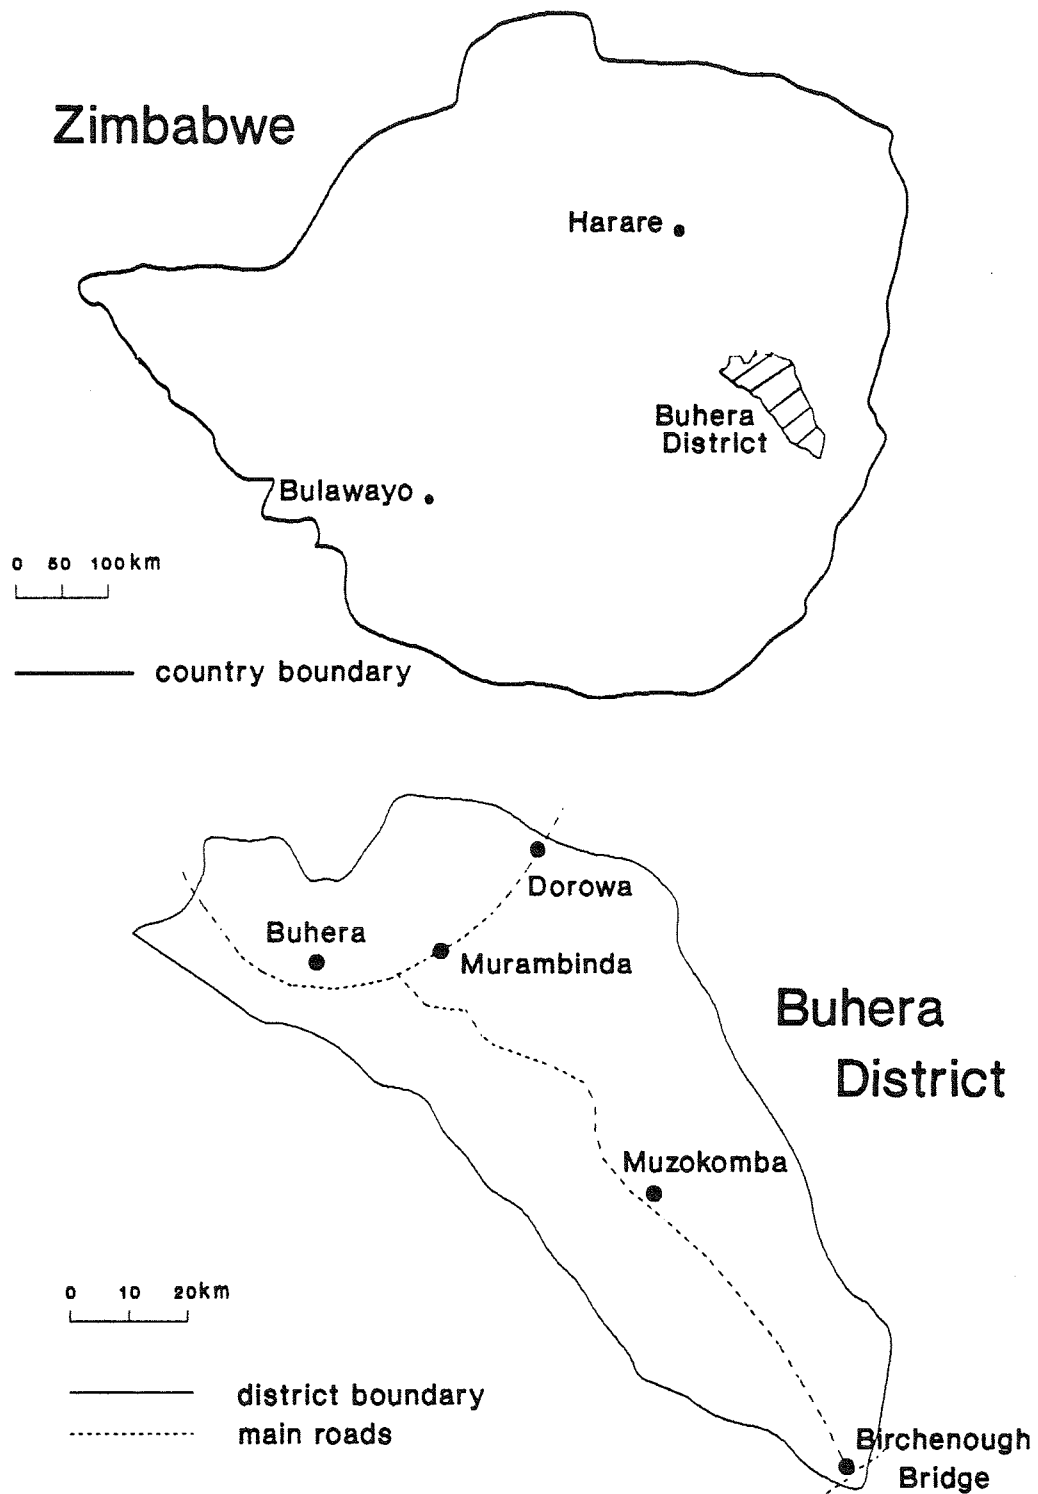 Zimbabwe
Harare
Buhera
District
Bulawayo
0 50 100km
country boundary
Dorowa
Buhera
Murambinda
Buhera
District
Muzokomba
0 10 20km
district boundary
main roads
Birchenough
Bridge